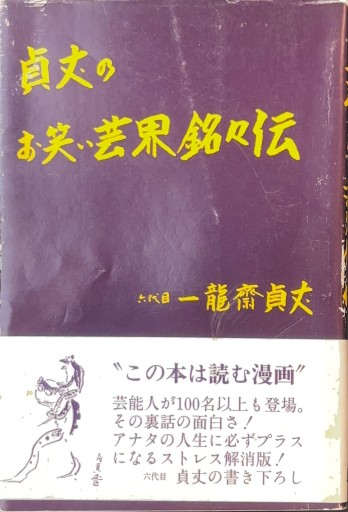 貞丈の
お笑い芸界銘々伝
六代目 一龍齋貞丈
"この本は読む漫画"
芸能人が100名以上も登場。
その裏話の面白さ!
アナタの人生に必ずプラス
になるストレス解消版!
六代目 貞丈の書き下ろし